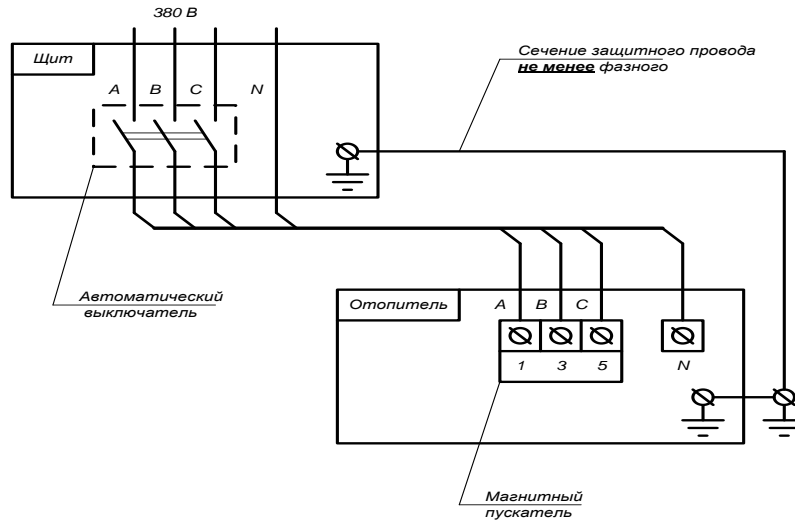 380 В
Щит
Сечение защитного провода
не менее фазного
A B C N
Автоматический
выключатель
Отопитель
A B C
1 3 5 N
Магнитный
пускатель